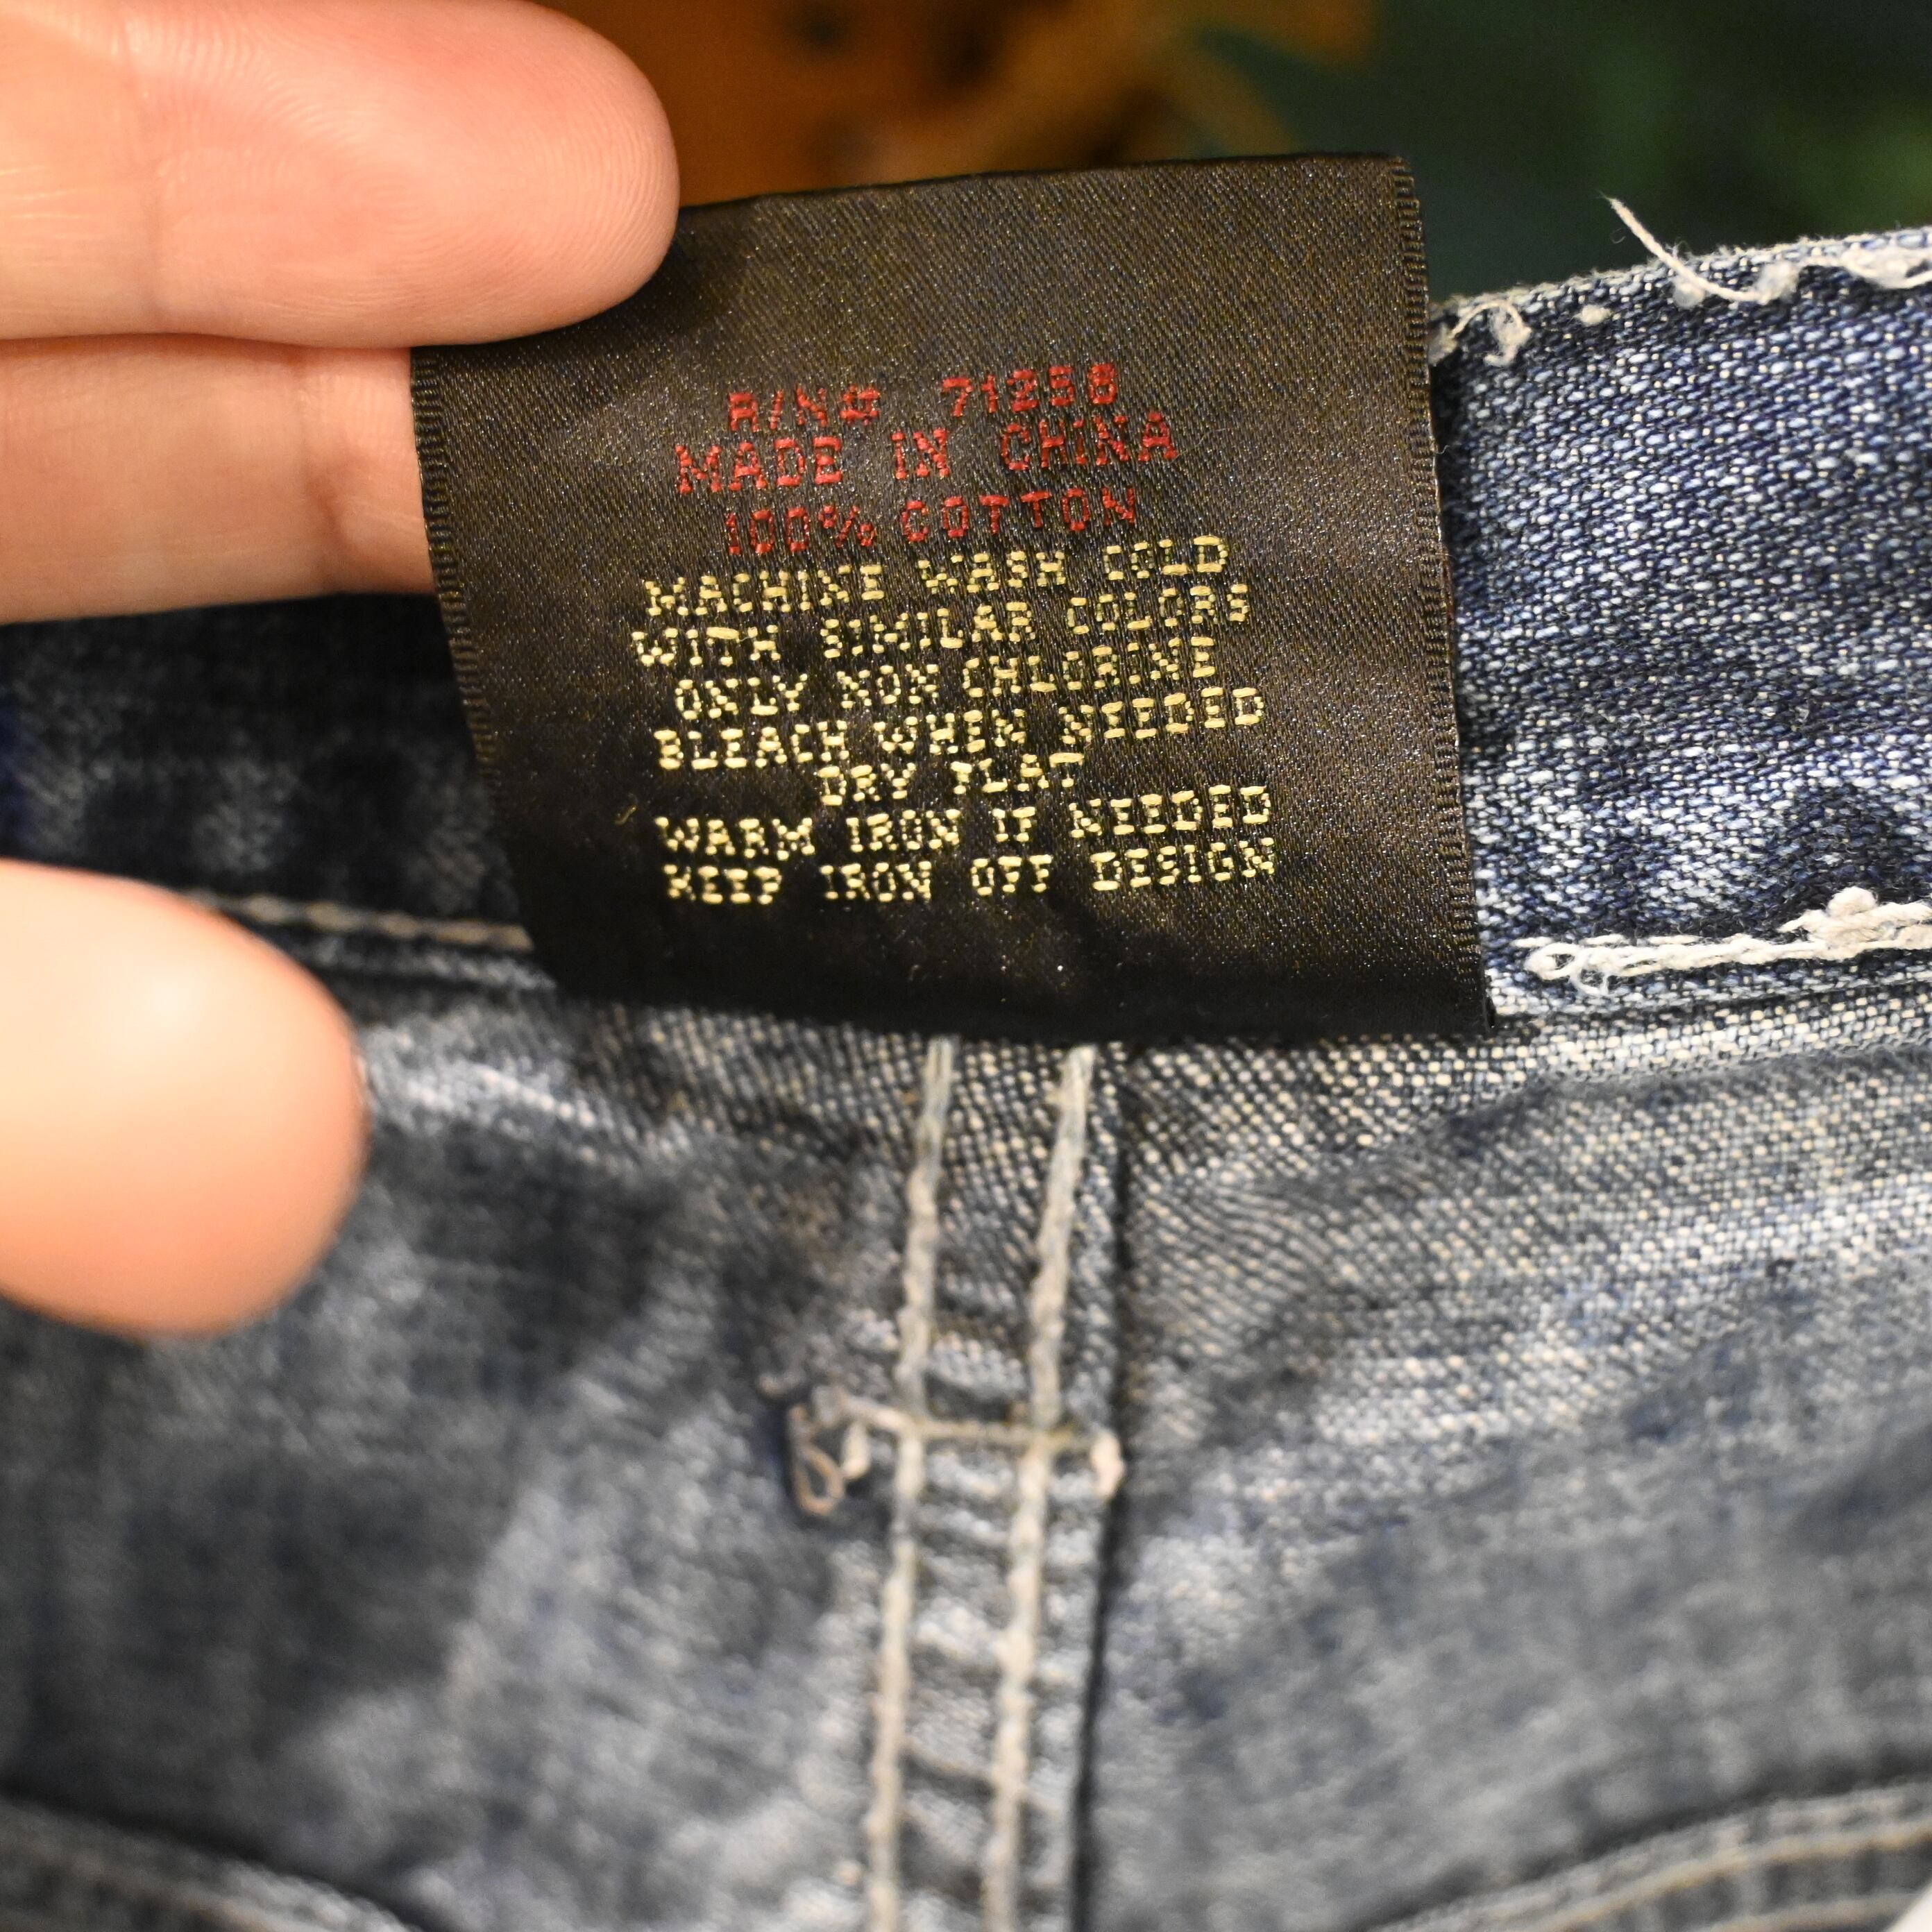 R/N# 71258
MADE IN CHINA
100% COTTON
MACHINE WASH COLD
WITH SIMILAR COLORS
ONLY NON CHLORINE
BLEACH WHEN NEEDED
DRY FLAT
WARM IRON IF NEEDED
KEEP IRON OFF DESIGN